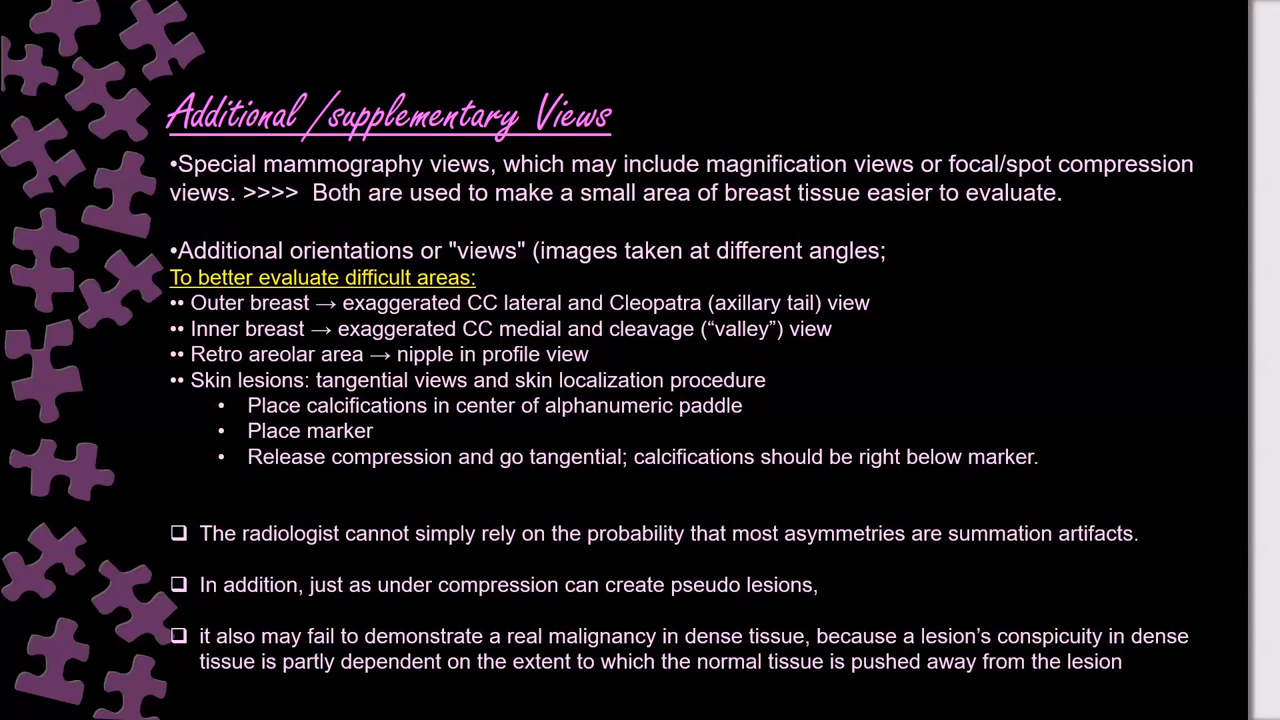 Additional /supplementary Views
•Special mammography views, which may include magnification views or focal/spot compression
views. >>>>  Both are used to make a small area of breast tissue easier to evaluate.
•Additional orientations or "views" (images taken at different angles;
To better evaluate difficult areas:
•• Outer breast → exaggerated CC lateral and Cleopatra (axillary tail) view
•• Inner breast → exaggerated CC medial and cleavage (“valley”) view
•• Retro areolar area → nipple in profile view
•• Skin lesions: tangential views and skin localization procedure
• Place calcifications in center of alphanumeric paddle
• Place marker
• Release compression and go tangential; calcifications should be right below marker.
❑ The radiologist cannot simply rely on the probability that most asymmetries are summation artifacts.
❑ In addition, just as under compression can create pseudo lesions,
❑ it also may fail to demonstrate a real malignancy in dense tissue, because a lesion’s conspicuity in dense
tissue is partly dependent on the extent to which the normal tissue is pushed away from the lesion